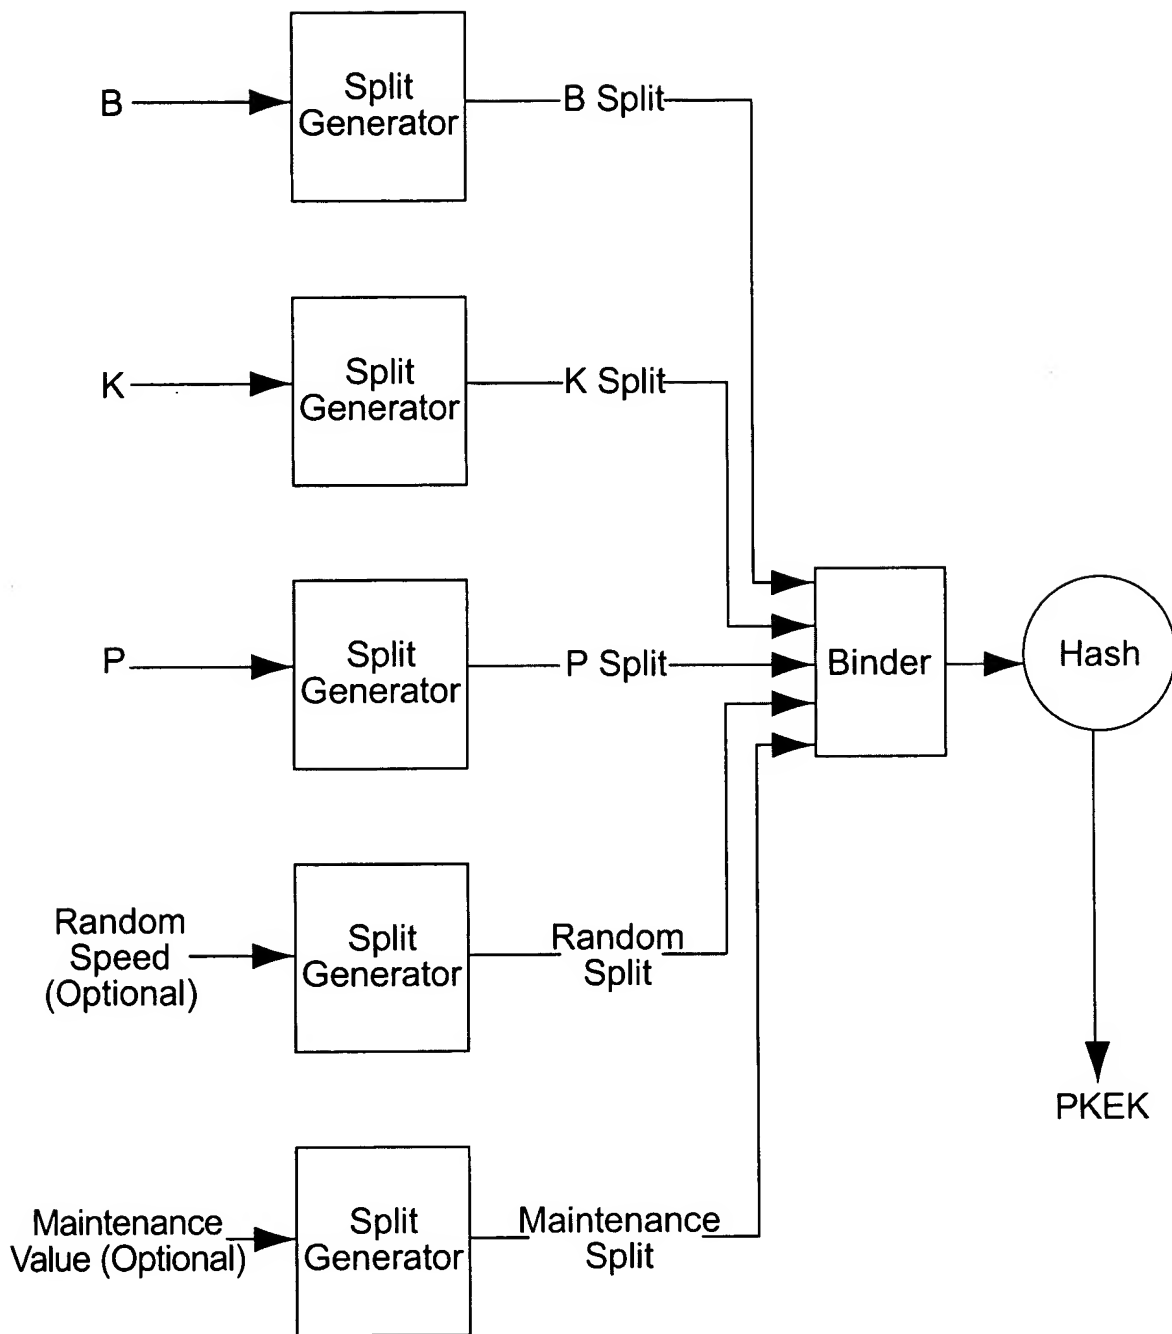 B
Split
Generator
B Split
K
Split
Generator
K Split
P
Split
Generator
P Split
Binder
Hash
Random
Speed
(Optional)
Split
Generator
Random
Split
PKEK
Maintenance
Value (Optional)
Split
Generator
Maintenance
Split